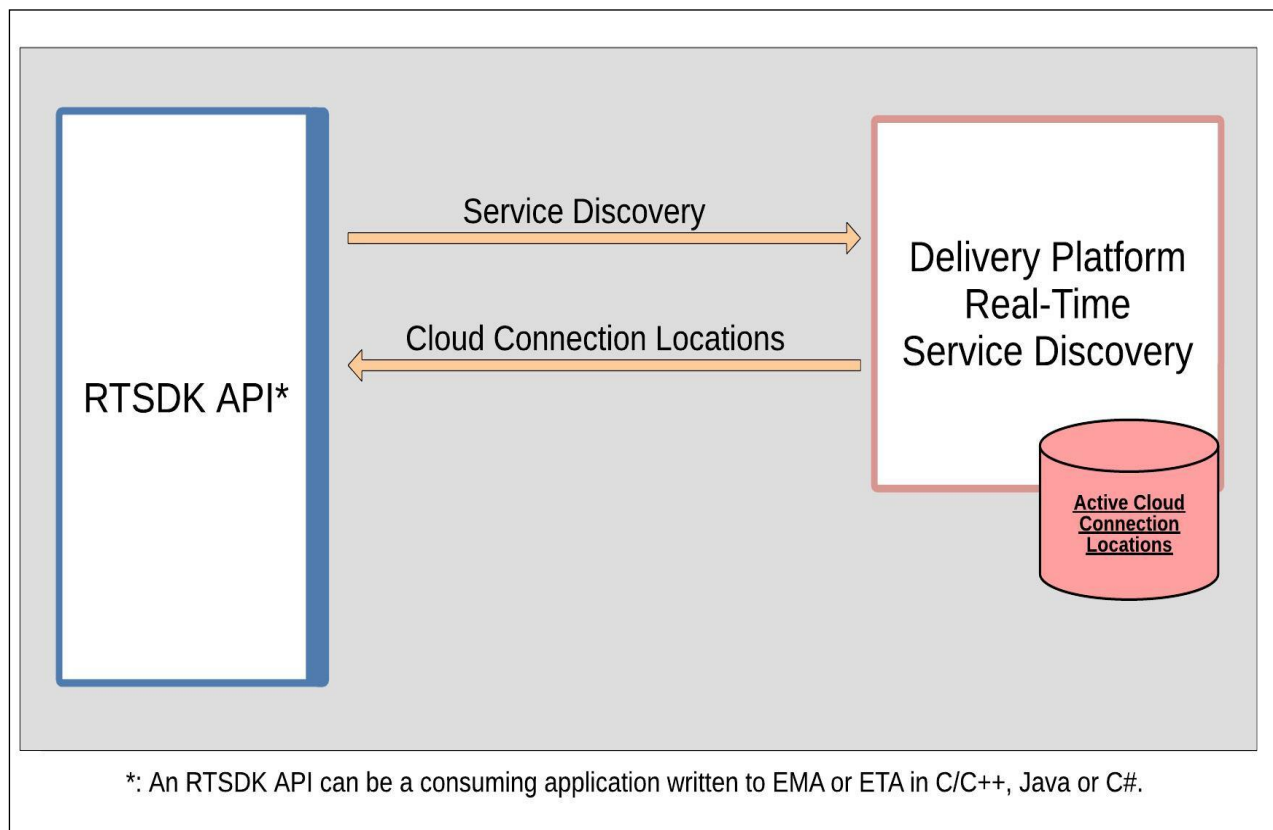 Service Discovery
Cloud Connection Locations
RTSDK API*
Delivery Platform
Real-Time
Service Discovery
Active Cloud
Connection
Locations
*: An RTSDK API can be a consuming application written to EMA or ETA in C/C++, Java or C#.